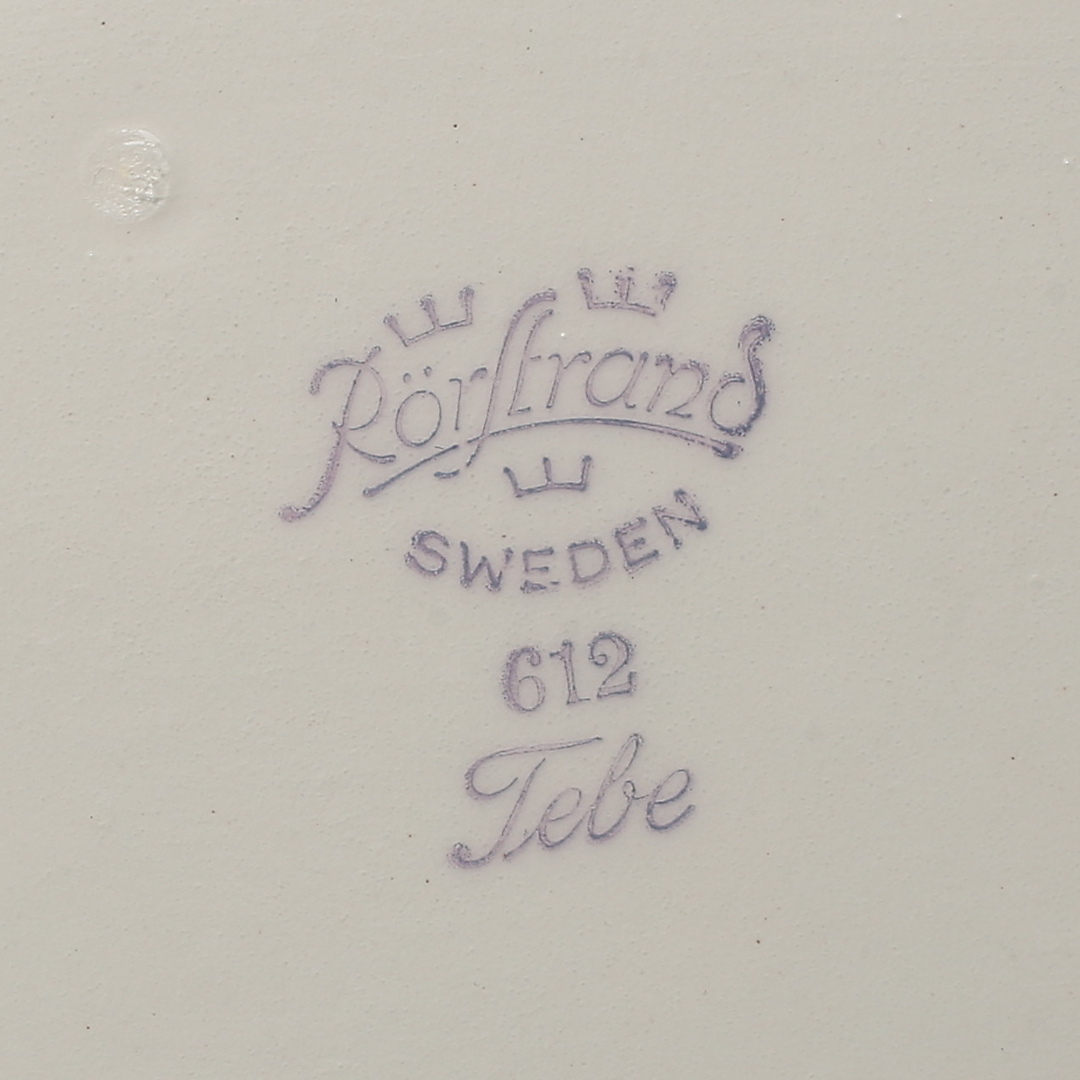 Rörstrand
SWEDEN
612
Tebe